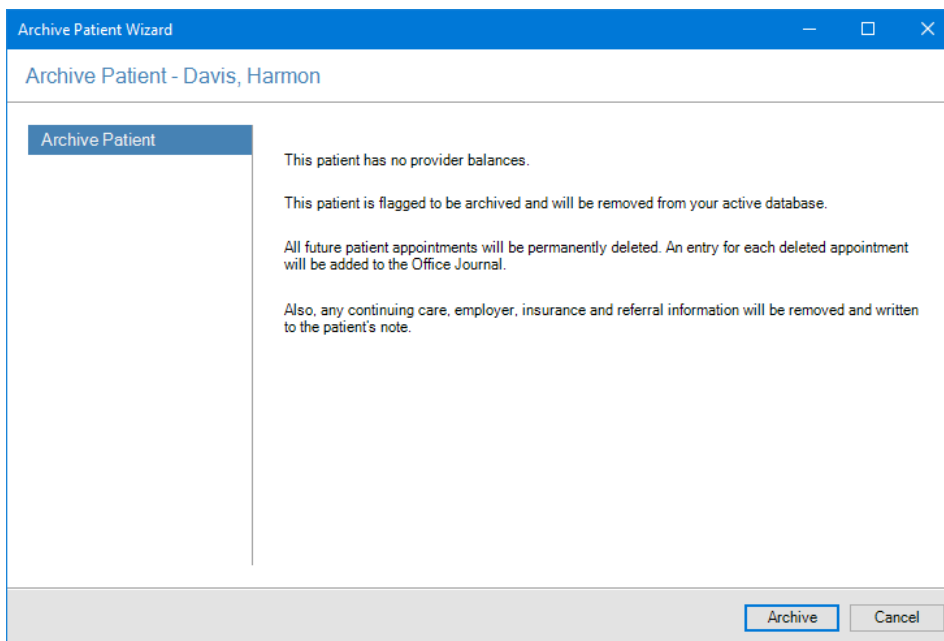 Archive Patient Wizard
Archive Patient - Davis, Harmon
Archive Patient
This patient has no provider balances.
This patient is flagged to be archived and will be removed from your active database.
All future patient appointments will be permanently deleted. An entry for each deleted appointment
will be added to the Office Journal.
Also, any continuing care, employer, insurance and referral information will be removed and written
to the patient's note.
Archive
Cancel